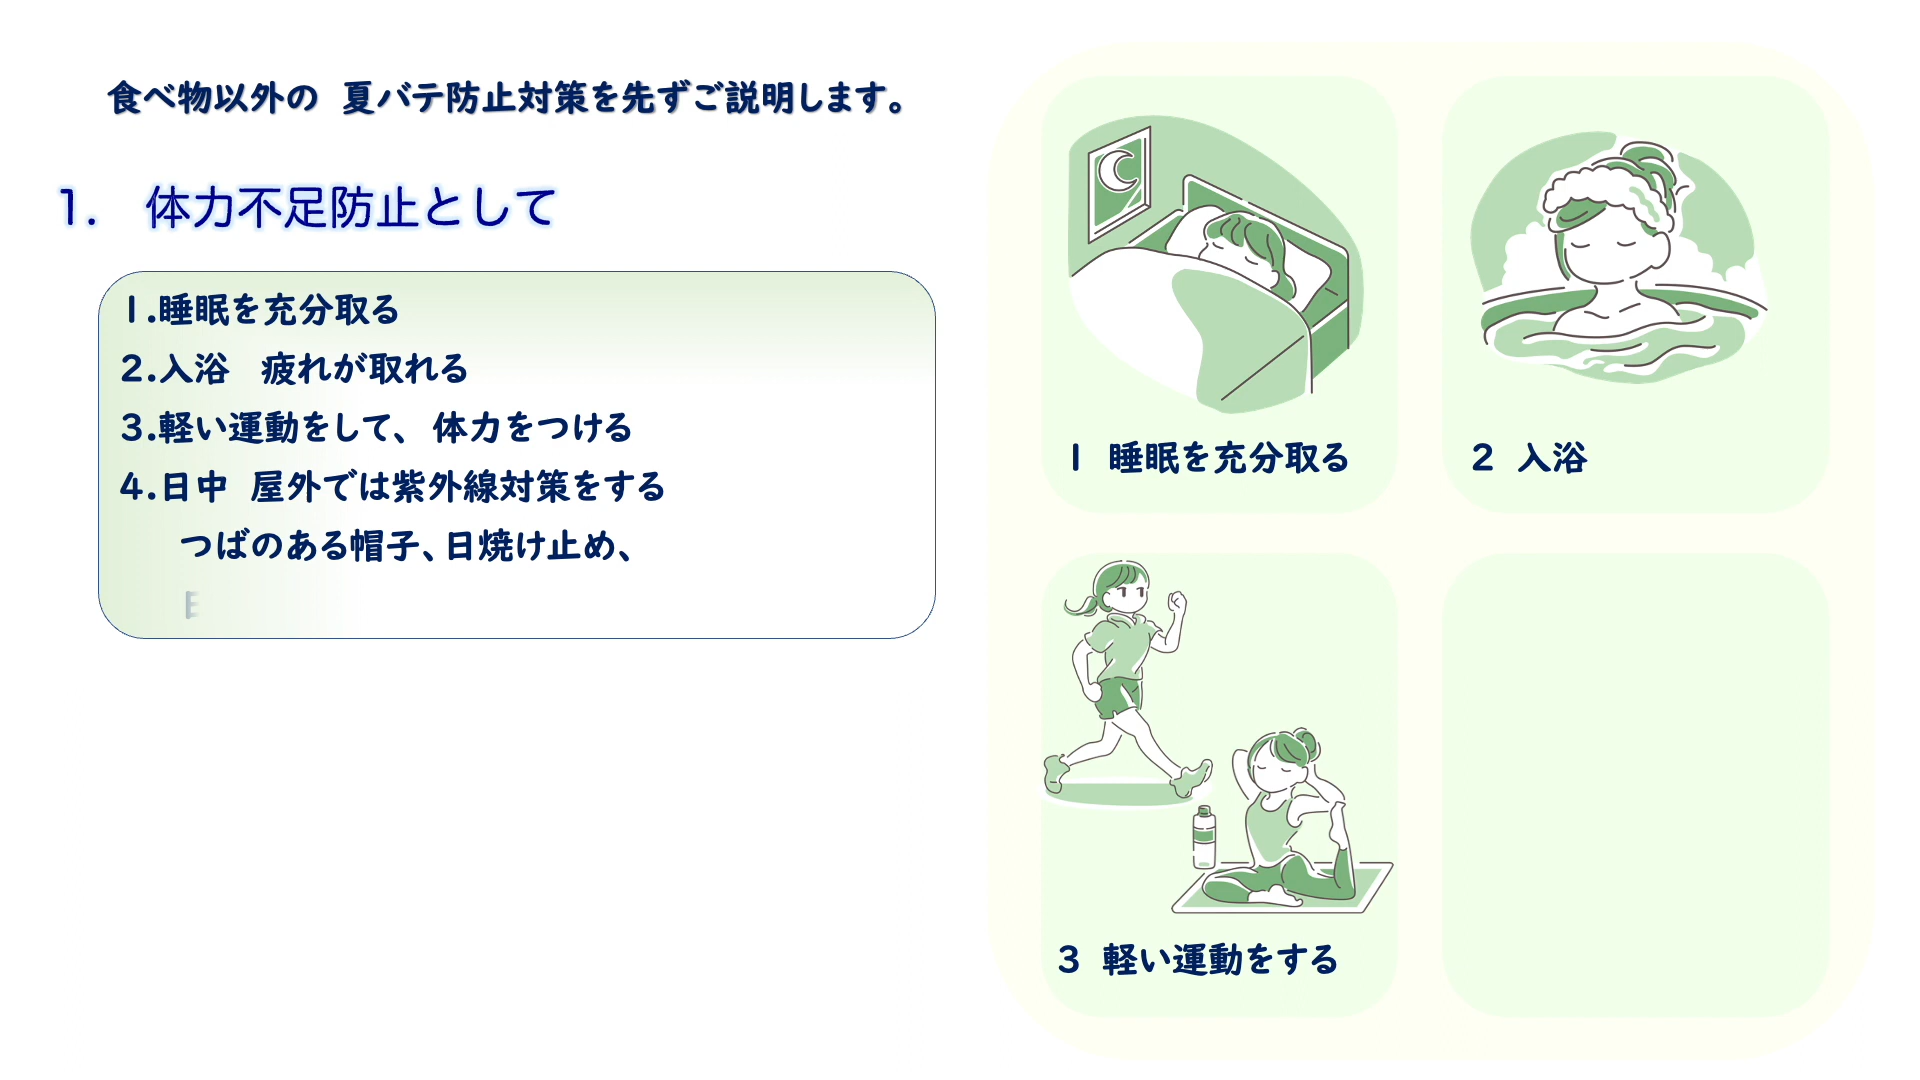 食べ物以外の 夏バテ防止対策を先ずご説明します。
1. 体力不足防止として
1.睡眠を充分取る
2.入浴 疲れが取れる
3.軽い運動をして、体力をつける
4.日中 屋外では紫外線対策をする
つばのある帽子、日焼け止め、
1 睡眠を充分取る
2 入浴
3 軽い運動をする